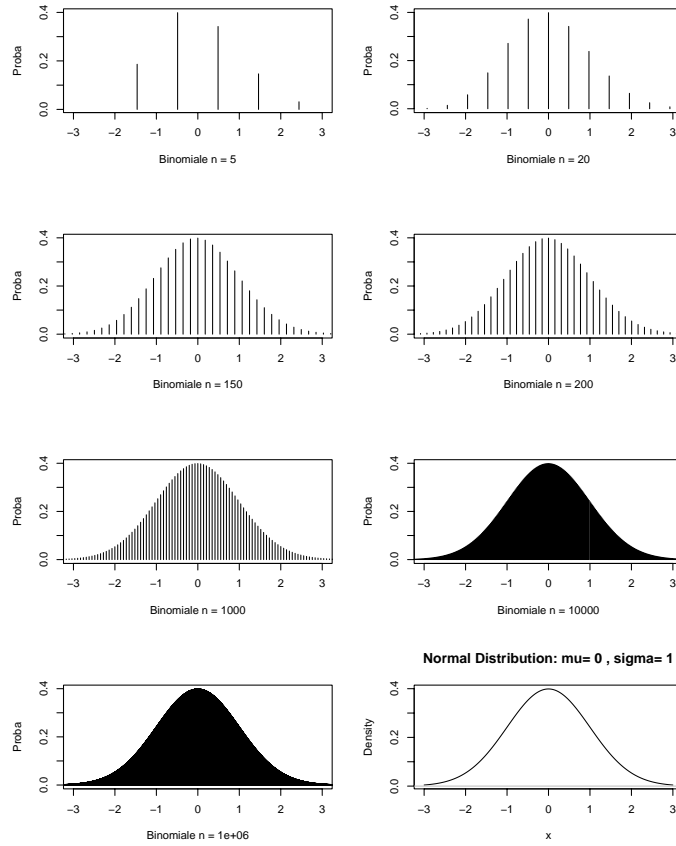 Proba
0.0 0.2 0.4
−3 −2 −1 0 1 2 3
Binomiale n = 5
Proba
0.0 0.2 0.4
−3 −2 −1 0 1 2 3
Binomiale n = 20
Proba
0.0 0.2 0.4
−3 −2 −1 0 1 2 3
Binomiale n = 150
Proba
0.0 0.2 0.4
−3 −2 −1 0 1 2 3
Binomiale n = 200
Proba
0.0 0.2 0.4
−3 −2 −1 0 1 2 3
Binomiale n = 1000
Proba
0.0 0.2 0.4
−3 −2 −1 0 1 2 3
Binomiale n = 10000
Proba
0.0 0.2 0.4
−3 −2 −1 0 1 2 3
Binomiale n = 1e+06
Normal Distribution: mu= 0 , sigma= 1
Density
0.0 0.2 0.4
−3 −2 −1 0 1 2 3
x